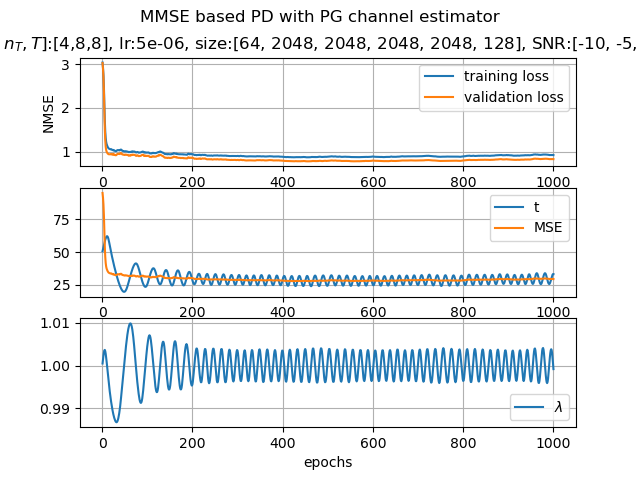 MMSE based PD with PG channel estimator
n_T, T]:[4,8,8], lr:5e-06, size:[64, 2048, 2048, 2048, 2048, 128], SNR:[-10, -5,
3
2
1
NMSE
training loss
validation loss
0 200 400 600 800 1000
75
50
25
t
MSE
0 200 400 600 800 1000
1.01
1.00
0.99
λ
0 200 400 600 800 1000
epochs